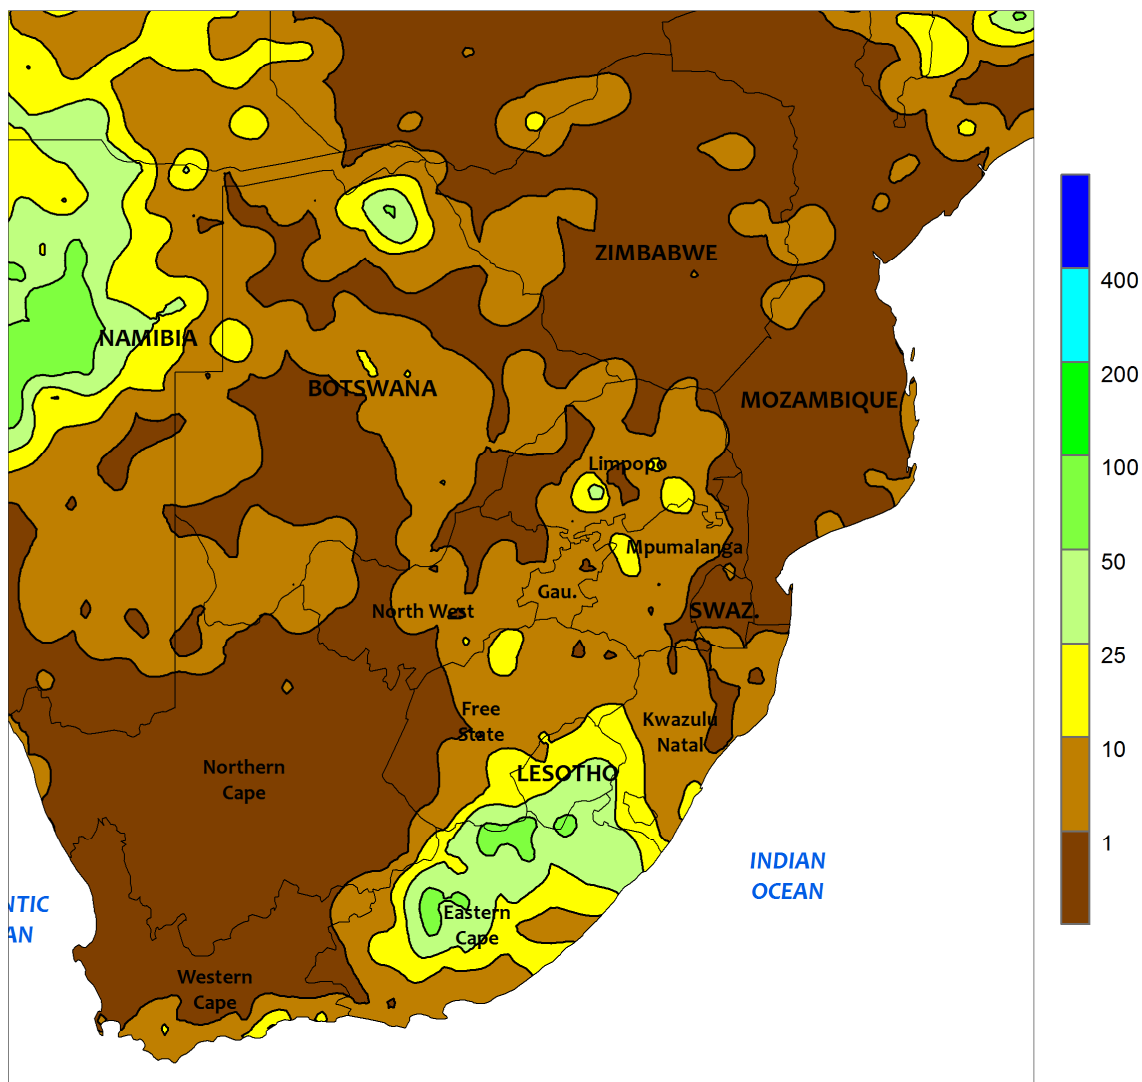 ZIMBABWE
NAMIBIA
BOTSWANA
MOZAMBIQUE
Limpopo
Mpumalanga
Gau.
North West
SWAZ.
Free
State
Kwazulu
Natal
Northern
Cape
LESOTHO
INDIAN
OCEAN
NTIC
AN
Eastern
Cape
Western
Cape
400
200
100
50
25
10
1